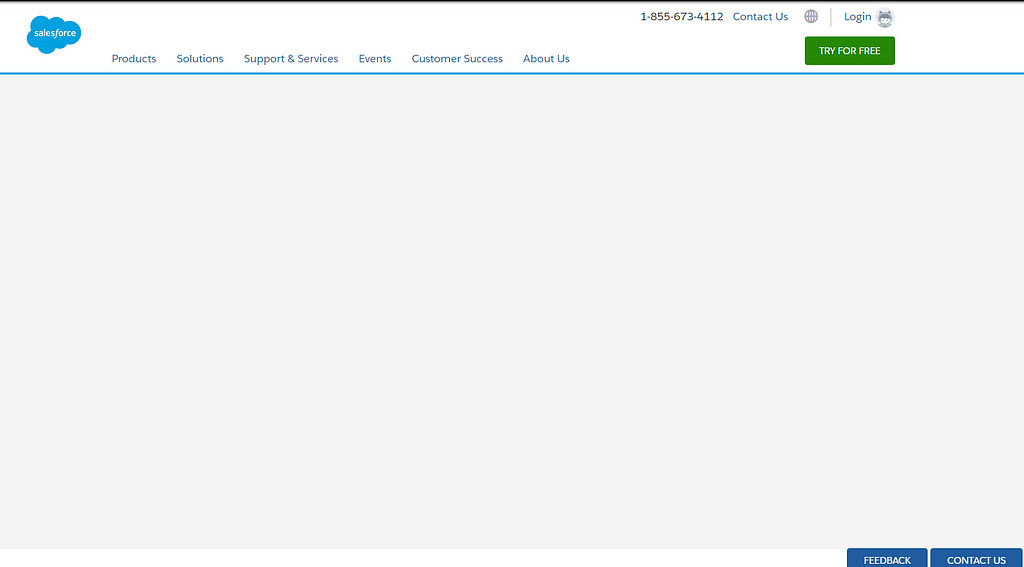 salesforce
1-855-673-4112 Contact Us Login
TRY FOR FREE
Products Solutions Support & Services Events Customer Success About Us
FEEDBACK CONTACT US